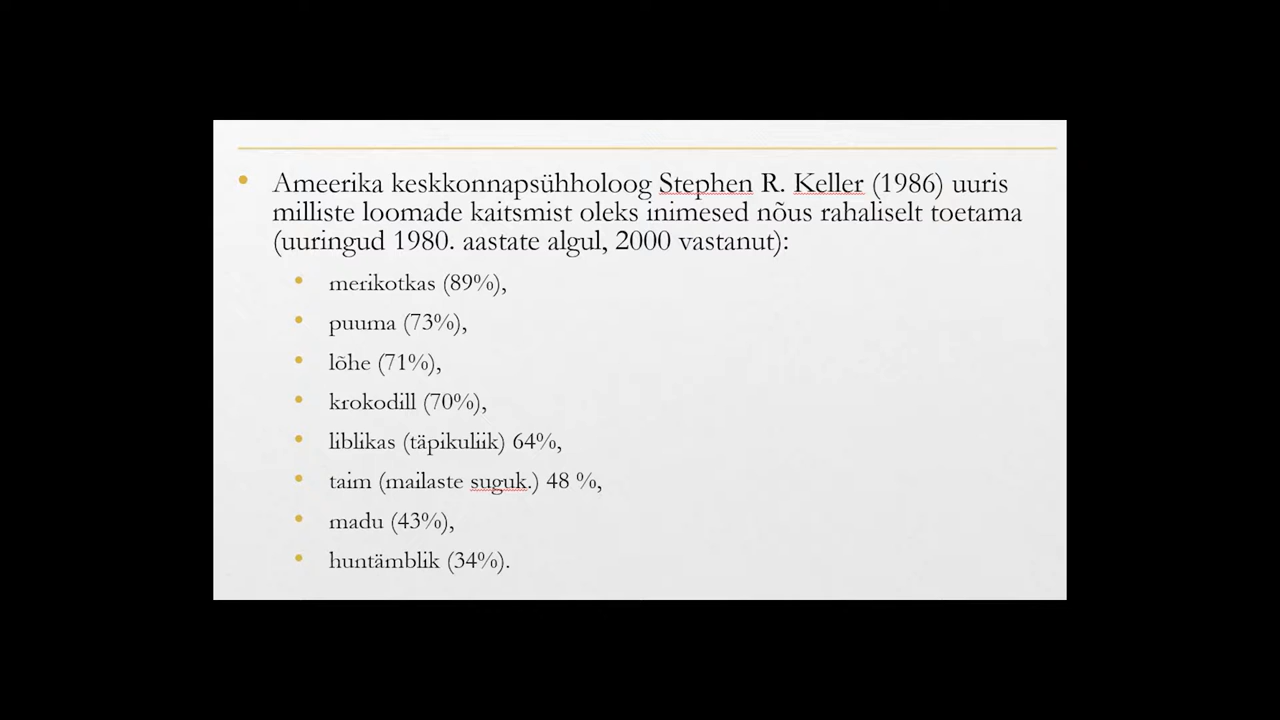 Ameerika keskkonnapsühholoog Stephen R. Keller (1986) uuris
milliste loomade kaitsmist oleks inimesed nõus rahaliselt toetama
(uuringud 1980. aastate algul, 2000 vastanut):
merikotkas (89%),
puuma (73%),
lõhe (71%),
krokodill (70%),
liblikas (täpikuliik) 64%,
taim (mailaste suguk.) 48 %,
madu (43%),
huntämblik (34%).